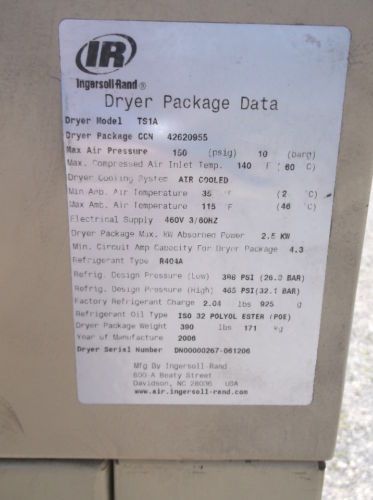 IR
Ingersoll-Rand ®
Dryer Package Data
Dryer Model TS1A
Dryer Package CCN 42620955
Max Air Pressure 150 (psig) 10 (barg)
Max. Compressed Air Inlet Temp. 140 °F ( 60 °C)
Dryer Cooling System AIR COOLED
Min Amb. Air Temperature 35 °F (2 °C)
Max Amb. Air Temperature 115 °F (46 °C)
Electrical Supply 460V 3/60HZ
Dryer Package Max. kW Absorbed Power 2.5 KW
Min. Circuit Amp Capacity For Dryer Package 4.3
Refrigerant Type R404A
Refrig. Design Pressure (Low) PSI (26.0 BAR)
Refrig. Design Pressure (High) 465 PSI(32.1 BAR)
Factory Refrigerant Charge 2.04 lbs 925 g
Refrigerant Oil Type ISO 32 POLYOL ESTER (POE)
Dryer Package Weight 390 lbs 171 kg
Year of Manufacture 2006
Dryer Serial Number DN00000267-061206
Mfg By Ingersoll-Rand
800-A Beaty Street
Davidson, NC 28036 USA
www.air.ingersoll-rand.com